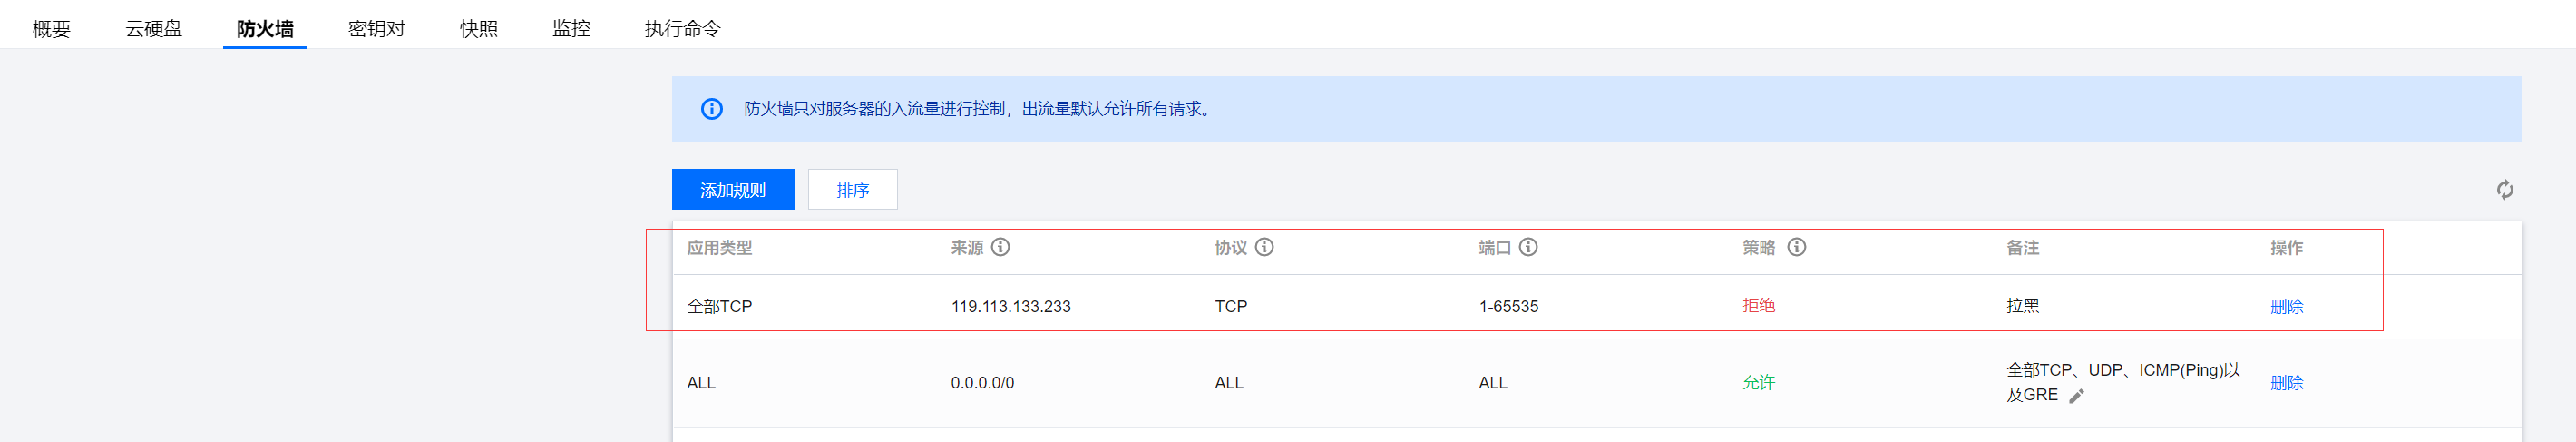 概要 云硬盘 防火墙 密钥对 快照 监控 执行命令
防火墙只对服务器的入流量进行控制，出流量默认允许所有请求。
添加规则 排序
应用类型 来源 协议 端口 策略 备注 操作
全部TCP 119.113.133.233 TCP 1-65535 拒绝 拉黑 删除
ALL 0.0.0.0/0 ALL ALL 允许 全部TCP、UDP、ICMP(Ping)以 删除
及GRE